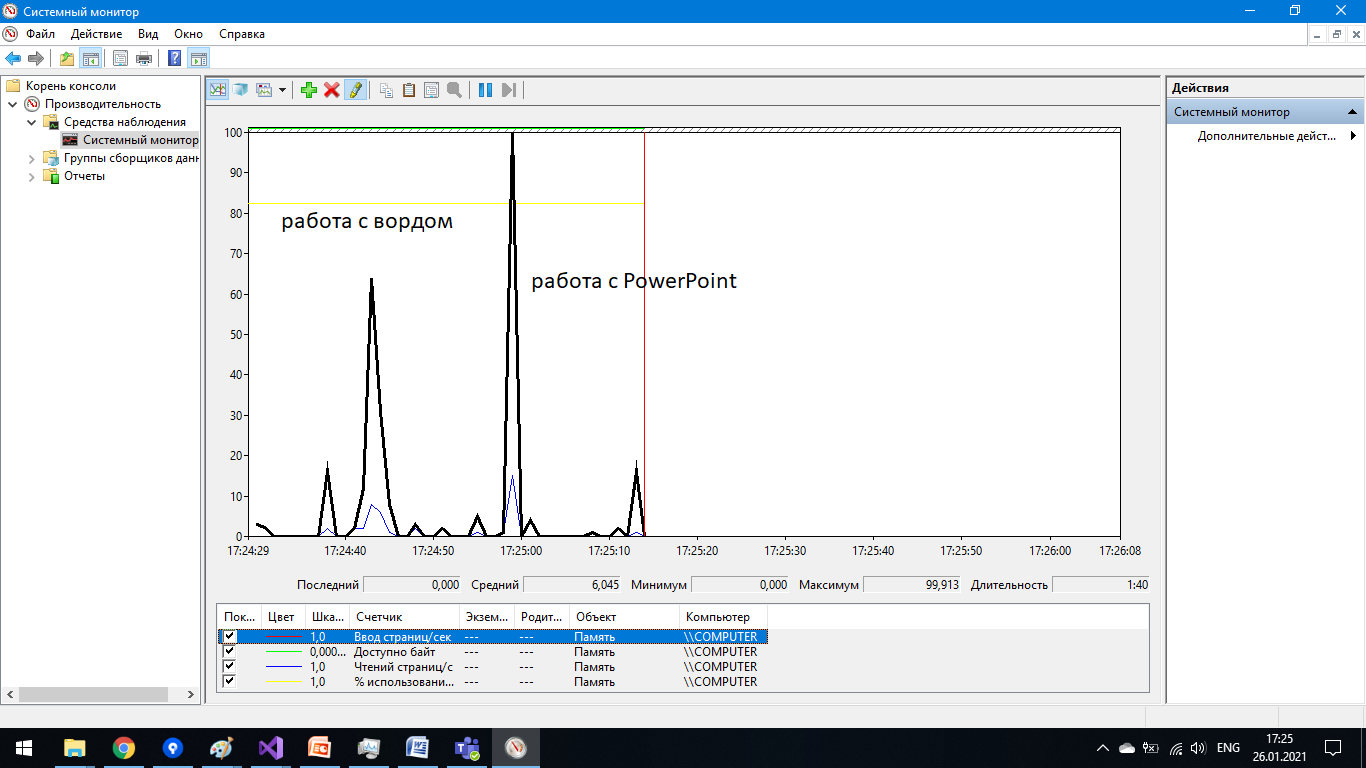 Системный монитор
Файл Действие Вид Окно Справка
Корень консоли
Производительность
Средства наблюдения
Системный монитор
Группы сборщиков данн
Отчеты
100
90
80
70
60
50
40
30
20
10
0
работа с вордом
работа с PowerPoint
17:24:29 17:24:40 17:24:50 17:25:00 17:25:10 17:25:20 17:25:30 17:25:40 17:25:50 17:26:00 17:26:08
Последний 0,000 Средний 6,045 Минимум 0,000 Максимум 99,913 Длительность 1:40
Пок... Цвет Шка... Счетчик Экзем... Родит... Объект Компьютер
1,0 Ввод страниц/сек --- --- Память \\COMPUTER
0,000... Доступно байт --- --- Память \\COMPUTER
1,0 Чтений страниц/с --- --- Память \\COMPUTER
1,0 % использовани... --- --- Память \\COMPUTER
Действия
Системный монитор
Дополнительные дейст...
ENG
17:25
26.01.2021